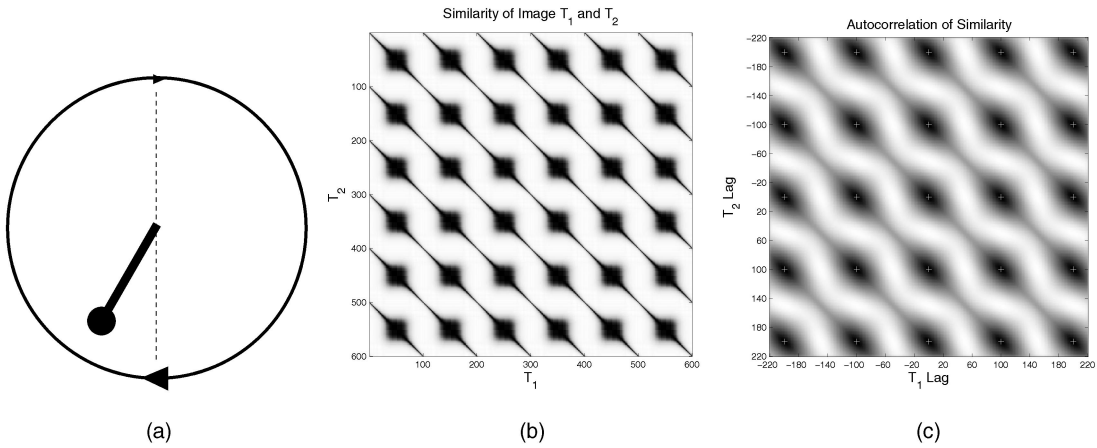 Similarity of Image T1 and T2
100
200
300
400
500
600
T2
100 200 300 400 500 600
T1
Autocorrelation of Similarity
−220
−180
−140
−100
−60
−20
20
60
100
140
180
220
T2 Lag
−220 −180 −140 −100 −60 −20 20 60 100 140 180 220
T1 Lag
(a) (b) (c)